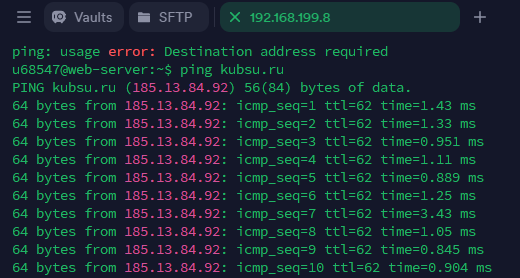 Vaults SFTP 192.168.199.8
ping: usage error: Destination address required
u68547@web-server:~$ ping kubsu.ru
PING kubsu.ru (185.13.84.92) 56(84) bytes of data.
64 bytes from 185.13.84.92: icmp_seq=1 ttl=62 time=1.43 ms
64 bytes from 185.13.84.92: icmp_seq=2 ttl=62 time=1.33 ms
64 bytes from 185.13.84.92: icmp_seq=3 ttl=62 time=0.951 ms
64 bytes from 185.13.84.92: icmp_seq=4 ttl=62 time=1.11 ms
64 bytes from 185.13.84.92: icmp_seq=5 ttl=62 time=0.889 ms
64 bytes from 185.13.84.92: icmp_seq=6 ttl=62 time=1.25 ms
64 bytes from 185.13.84.92: icmp_seq=7 ttl=62 time=3.43 ms
64 bytes from 185.13.84.92: icmp_seq=8 ttl=62 time=1.05 ms
64 bytes from 185.13.84.92: icmp_seq=9 ttl=62 time=0.845 ms
64 bytes from 185.13.84.92: icmp_seq=10 ttl=62 time=0.904 ms